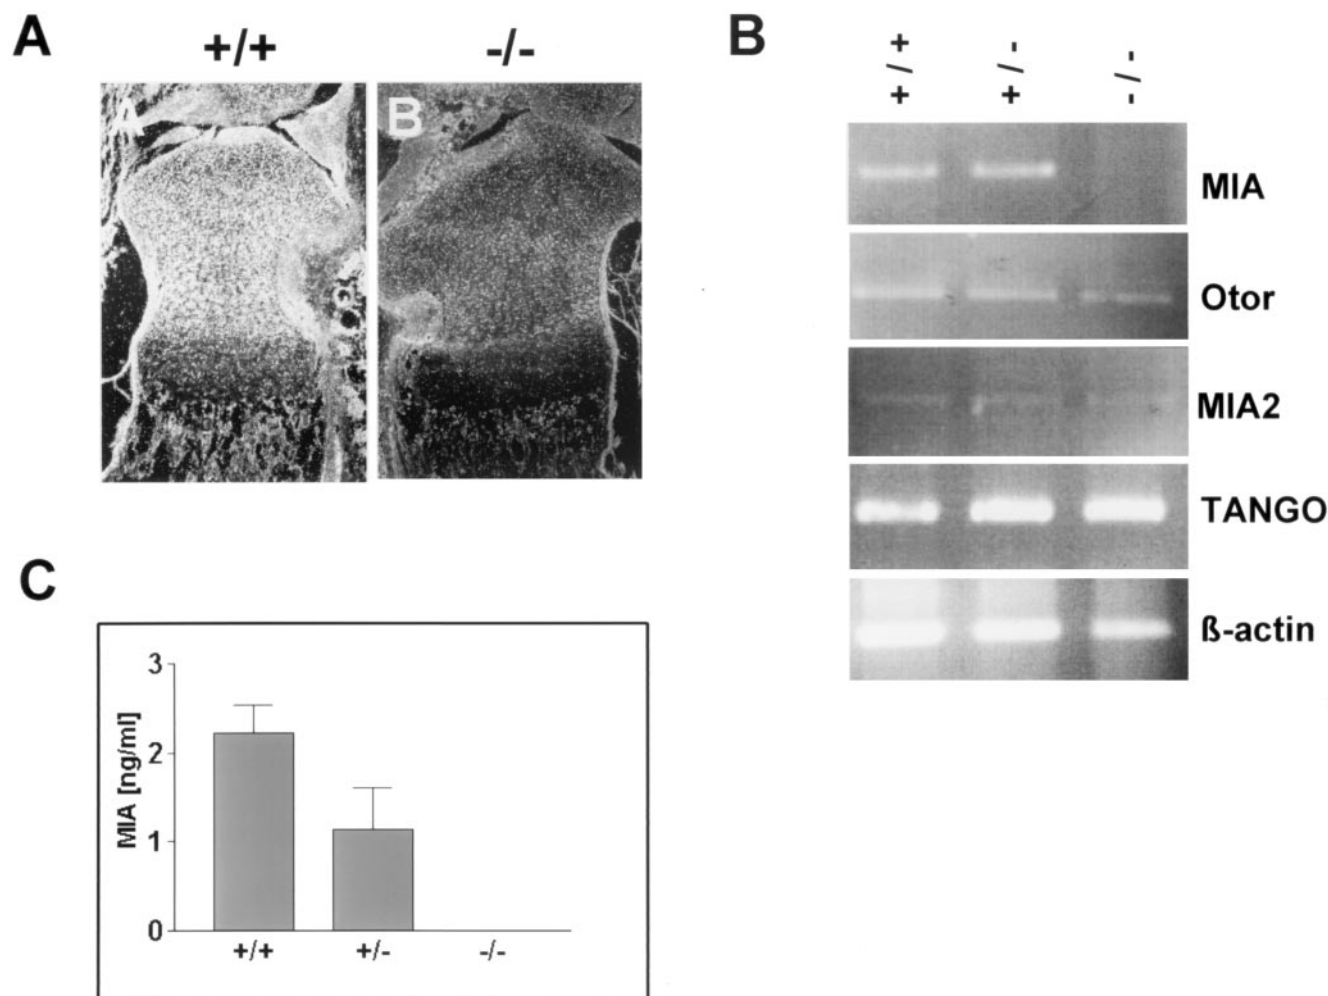 A
+/+
-/-
A
B
B
+/+
+/-
-/-
MIA
Otor
MIA2
TANGO
ß-actin
C
MIA [ng/ml]
3
2
1
0
+/+
+/-
-/-